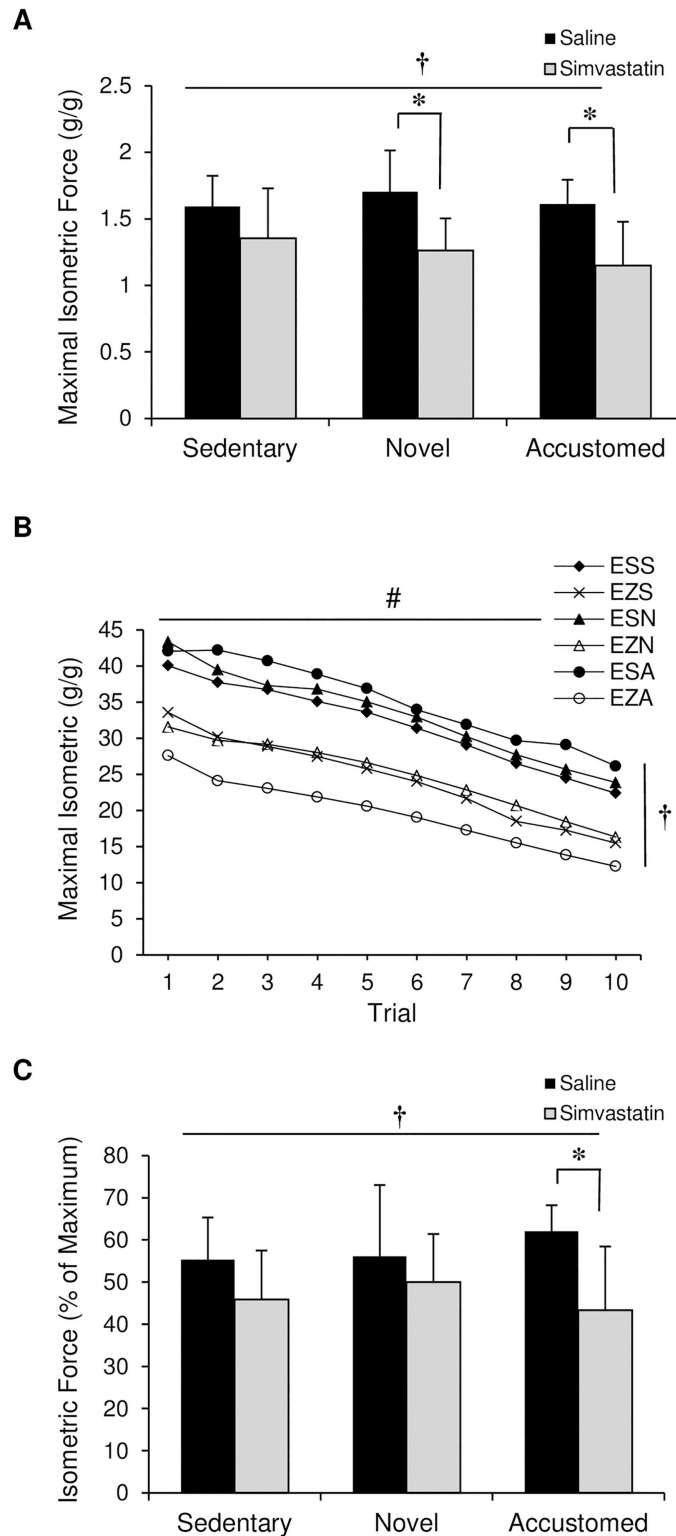 A
Saline
Simvastatin
†
* *
Maximal Isometric Force (g/g)
2.5
2
1.5
1
0.5
0
Sedentary Novel Accustomed
B
ESS
EZS
ESN
EZN
ESA
EZA
#
Maximal Isometric (g/g)
45
40
35
30
25
20
15
10
5
0
†
1 2 3 4 5 6 7 8 9 10
Trial
C
Saline
Simvastatin
†
*
Isometric Force (% of Maximum)
80
70
60
50
40
30
20
10
0
Sedentary Novel Accustomed